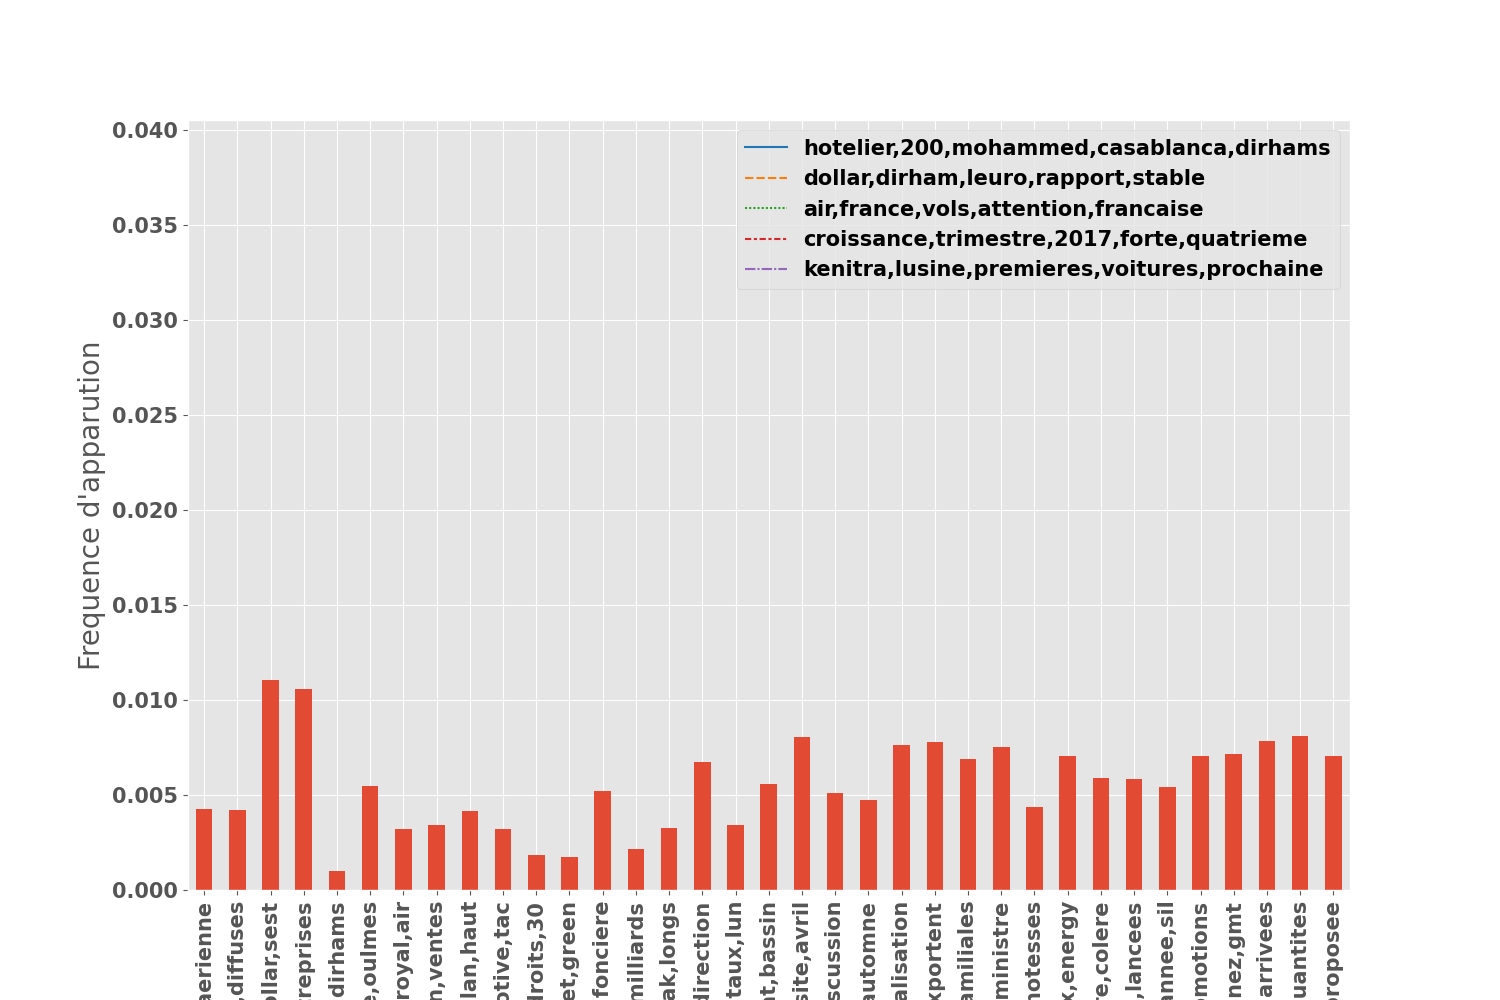 hotelier,200,mohammed,casablanca,dirhams
dollar,dirham,leuro,rapport,stable
air,france,vols,attention,francaise
croissance,trimestre,2017,forte,quatrieme
kenitra,lusine,premieres,voitures,prochaine
Frequence d'apparution
0.040
0.035
0.030
0.025
0.020
0.015
0.010
0.005
0.000
aerienne
,diffuses
ollar,sest
reprises
dirhams
e,oulmes
royal,air
n,ventes
lan,haut
otive,tac
droits,30
et,green
fonciere
milliards
ak,longs
direction
taux,lun
nt,bassin
site,avril
scussion
automne
alisation
xportent
amiliales
ministre
hotesses
x,energy
re,colere
,lancees
annee,sil
omotions
nez,gmt
arrivees
uantites
proposee